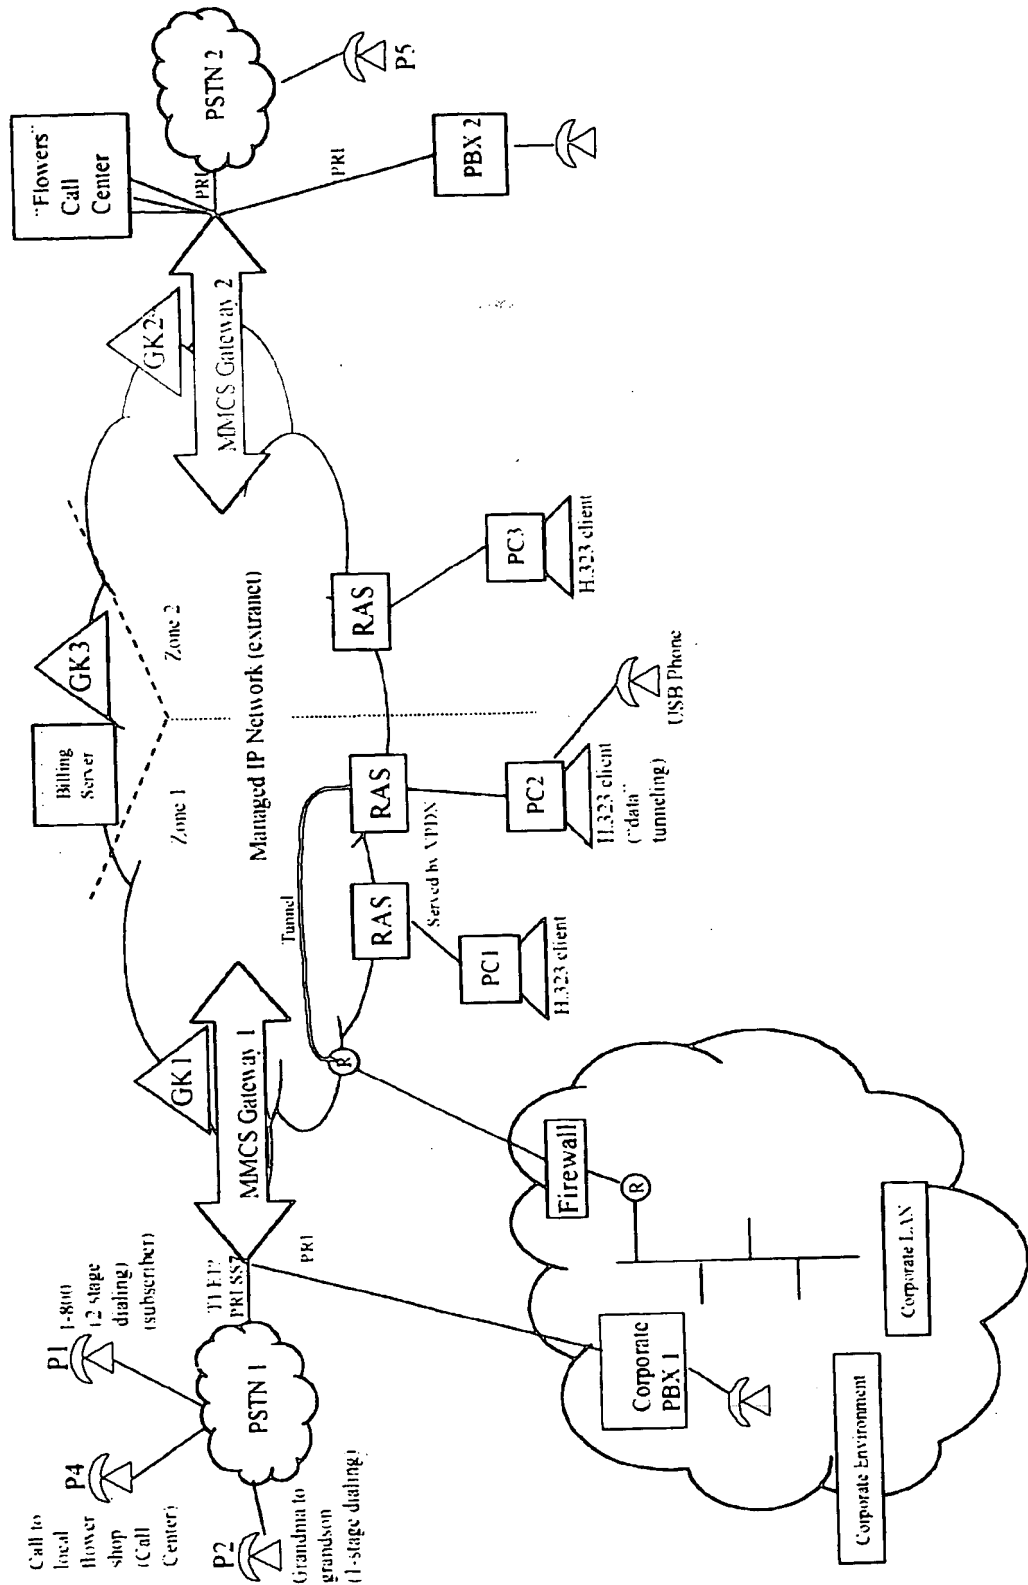 Call to
local
flower
shop
(Call
Center)
P4
P1
1-800
(2 stage
dialing)
(subscriber)
P2
Grandma to
grandson
(1-stage dialing)
PSTN 1
PRI SS7
PRI
GK1
MMCS Gateway 1
Billing
Server
GK3
Zone 1
Zone 2
Managed IP Network (extranet)
GK2
MMCS Gateway 2
"Flowers"
Call
Center
PRI
PSTN 2
P5
PRI
PBX 2
Tunnel
R
RAS
RAS
RAS
Served by VPDX
PC1
H.323 client
PC2
H.323 client
("data"
tunneling)
USB Phone
PC3
H.323 client
Firewall
R
Corporate
PBX 1
Corporate LAN
Corporate Environment